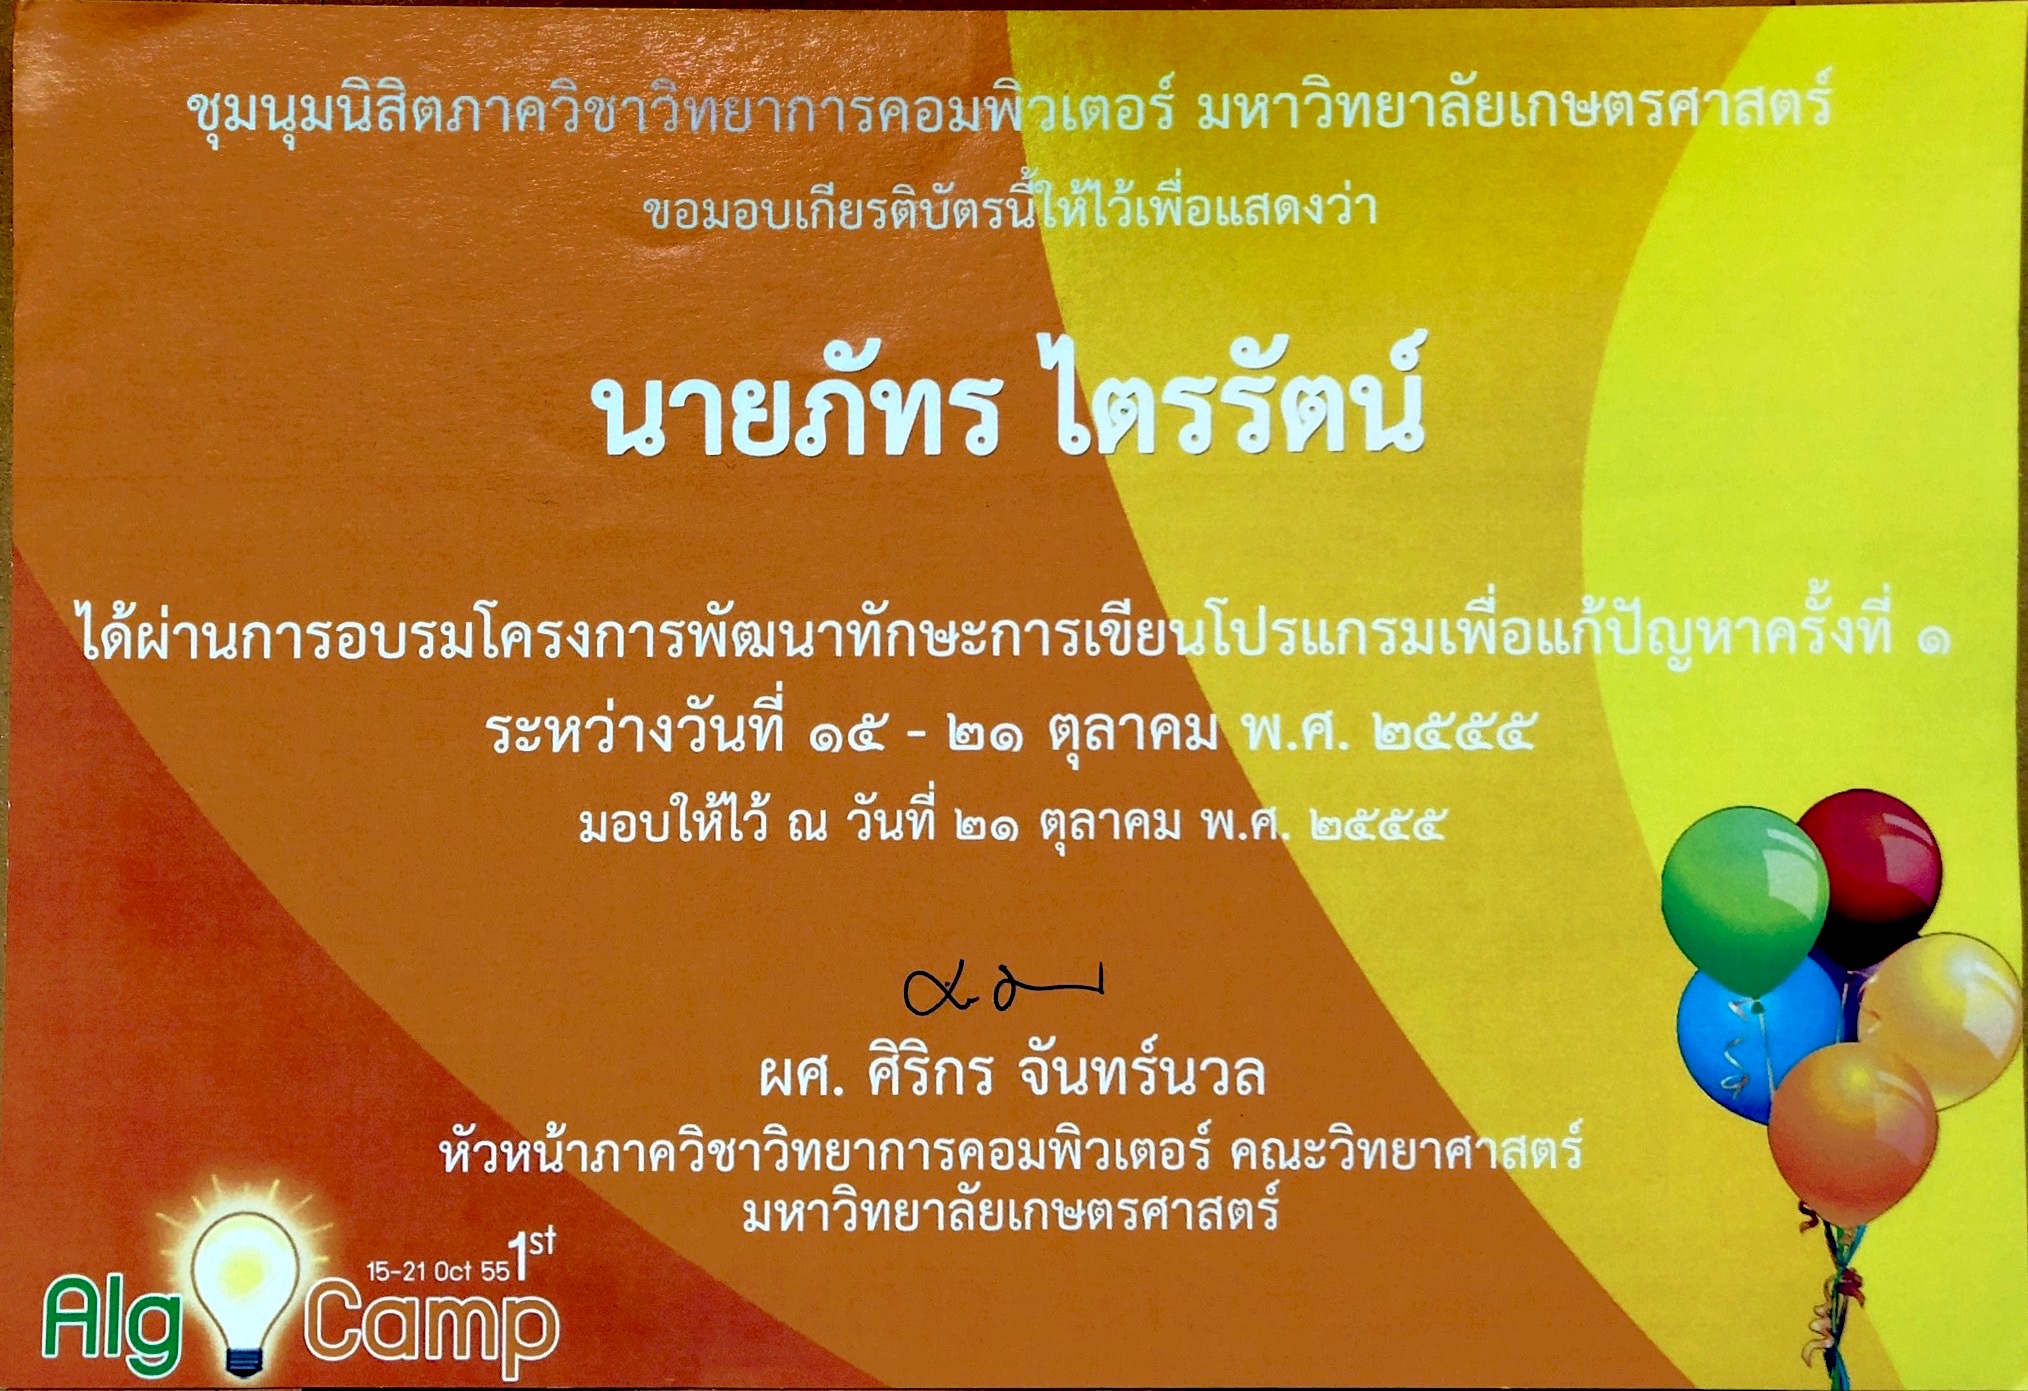 ชุมนุมนิสิตภาควิชาวิทยาการคอมพิวเตอร์ มหาวิทยาลัยเกษตรศาสตร์
ขอมอบเกียรติบัตรนี้ให้ไว้เพื่อแสดงว่า
นายภัทร ไตรรัตน์
ได้ผ่านการอบรมโครงการพัฒนาทักษะการเขียนโปรแกรมเพื่อแก้ปัญหาครั้งที่ ๑
ระหว่างวันที่ ๑๕ - ๒๑ ตุลาคม พ.ศ. ๒๕๕๕
มอบให้ไว้ ณ วันที่ ๒๑ ตุลาคม พ.ศ. ๒๕๕๕
ผศ. ศิริกร จันทร์นวล
หัวหน้าภาควิชาวิทยาการคอมพิวเตอร์ คณะวิทยาศาสตร์
มหาวิทยาลัยเกษตรศาสตร์
15-21 Oct 55 1st
Alg Camp